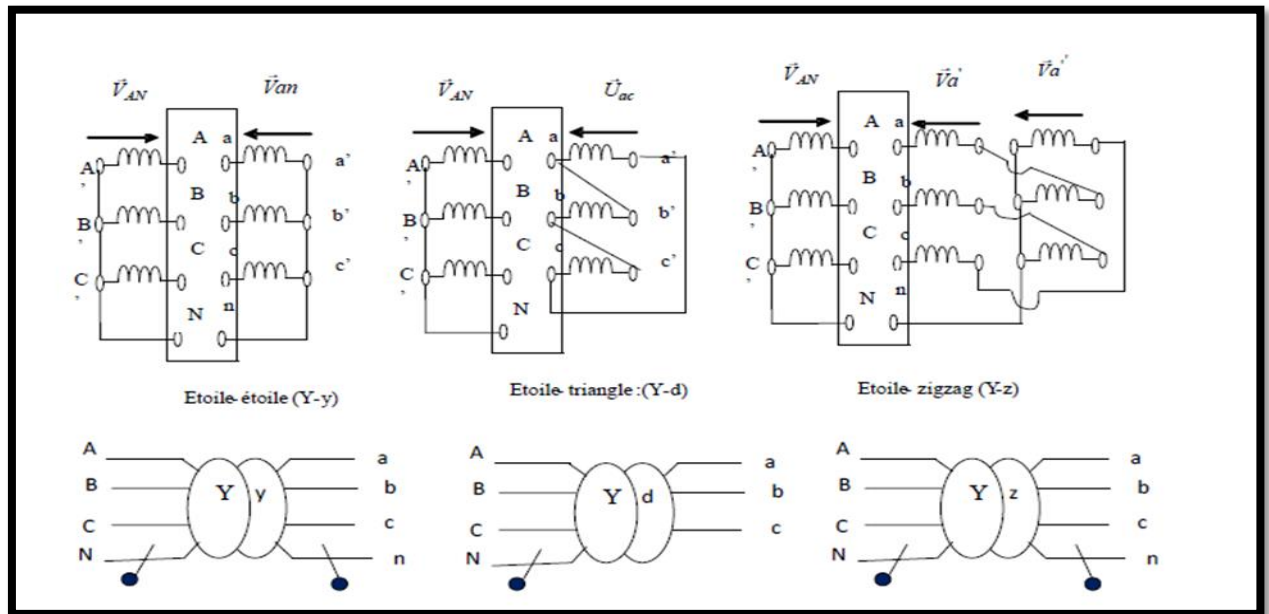 V⃗AN V⃗an
A a
A' a'
B b
B' b'
C c
C' c'
N n
Etoile-étoile (Y-y)
V⃗AN U⃗ac
A a
A' a'
B b
B' b'
C c
C' c'
N
Etoile- triangle :(Y-d)
V⃗AN V⃗a' V⃗a''
A a
A'
B b
B'
C c
C'
N n
Etoile- zigzag (Y-z)
A a
B Y y b
C c
N n
A a
B Y d b
C c
N
A a
B Y z b
C c
N n